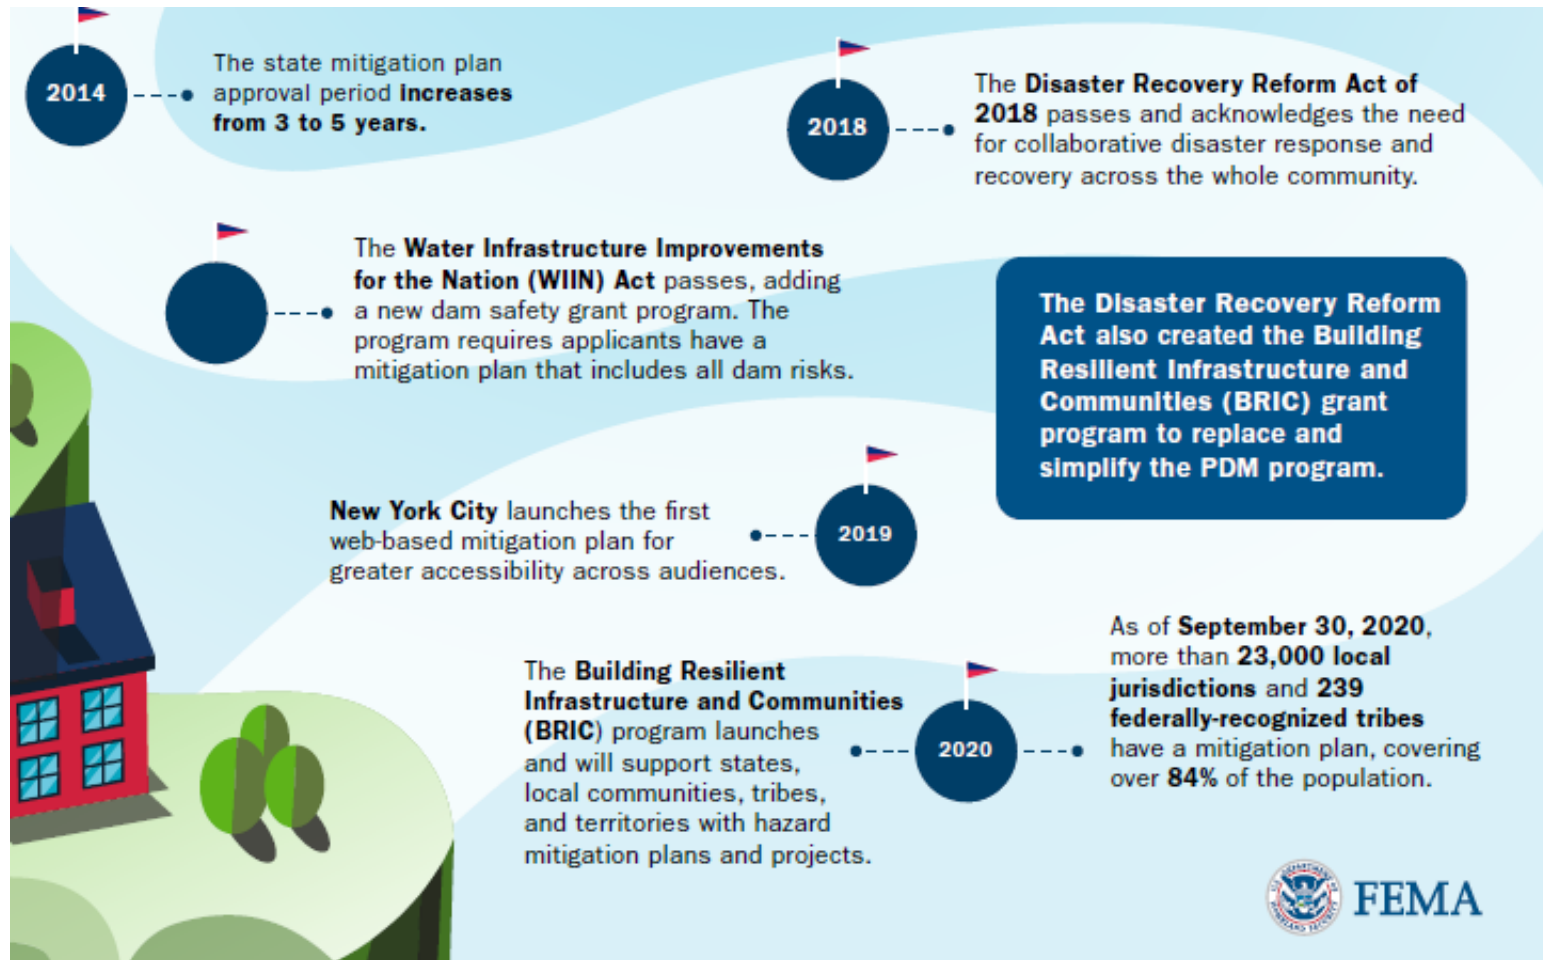 2014
The state mitigation plan
approval period increases
from 3 to 5 years.
The Water Infrastructure Improvements
for the Nation (WIIN) Act passes, adding
a new dam safety grant program. The
program requires applicants have a
mitigation plan that includes all dam risks.
2018
The Disaster Recovery Reform Act of
2018 passes and acknowledges the need
for collaborative disaster response and
recovery across the whole community.
The Disaster Recovery Reform
Act also created the Building
Resilient Infrastructure and
Communities (BRIC) grant
program to replace and
simplify the PDM program.
New York City launches the first
web-based mitigation plan for
greater accessibility across audiences.
2019
The Building Resilient
Infrastructure and Communities
(BRIC) program launches
and will support states,
local communities, tribes,
and territories with hazard
mitigation plans and projects.
2020
As of September 30, 2020,
more than 23,000 local
jurisdictions and 239
federally-recognized tribes
have a mitigation plan, covering
over 84% of the population.
FEMA